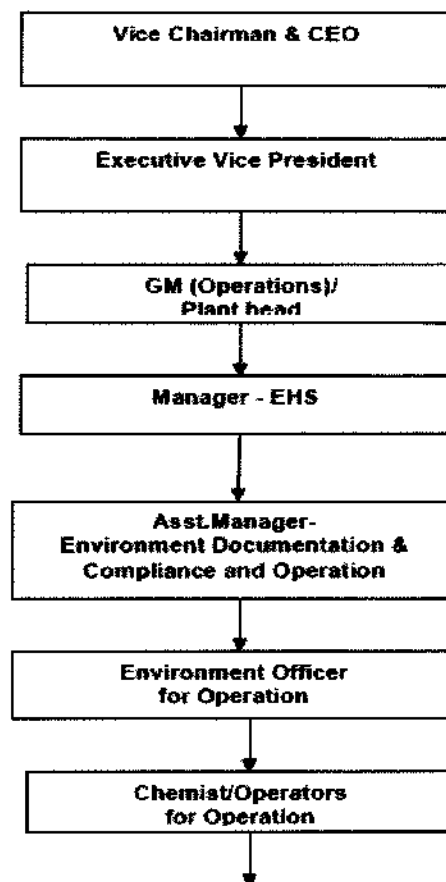 Vice Chairman & CEO
Executive Vice President
GM (Operations)/
Plant head
Manager - EHS
Asst.Manager-
Environment Documentation &
Compliance and Operation
Environment Officer
for Operation
Chemist/Operators
for Operation